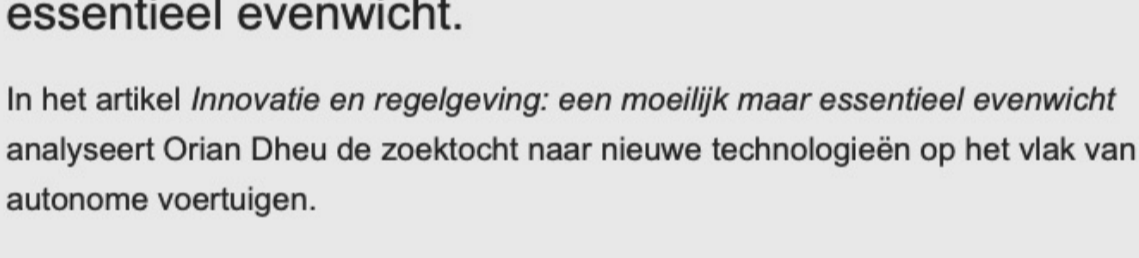 essentieel evenwicht.
In het artikel Innovatie en regelgeving: een moeilijk maar essentieel evenwicht
analyseert Orian Dheu de zoektocht naar nieuwe technologieën op het vlak van
autonome voertuigen.